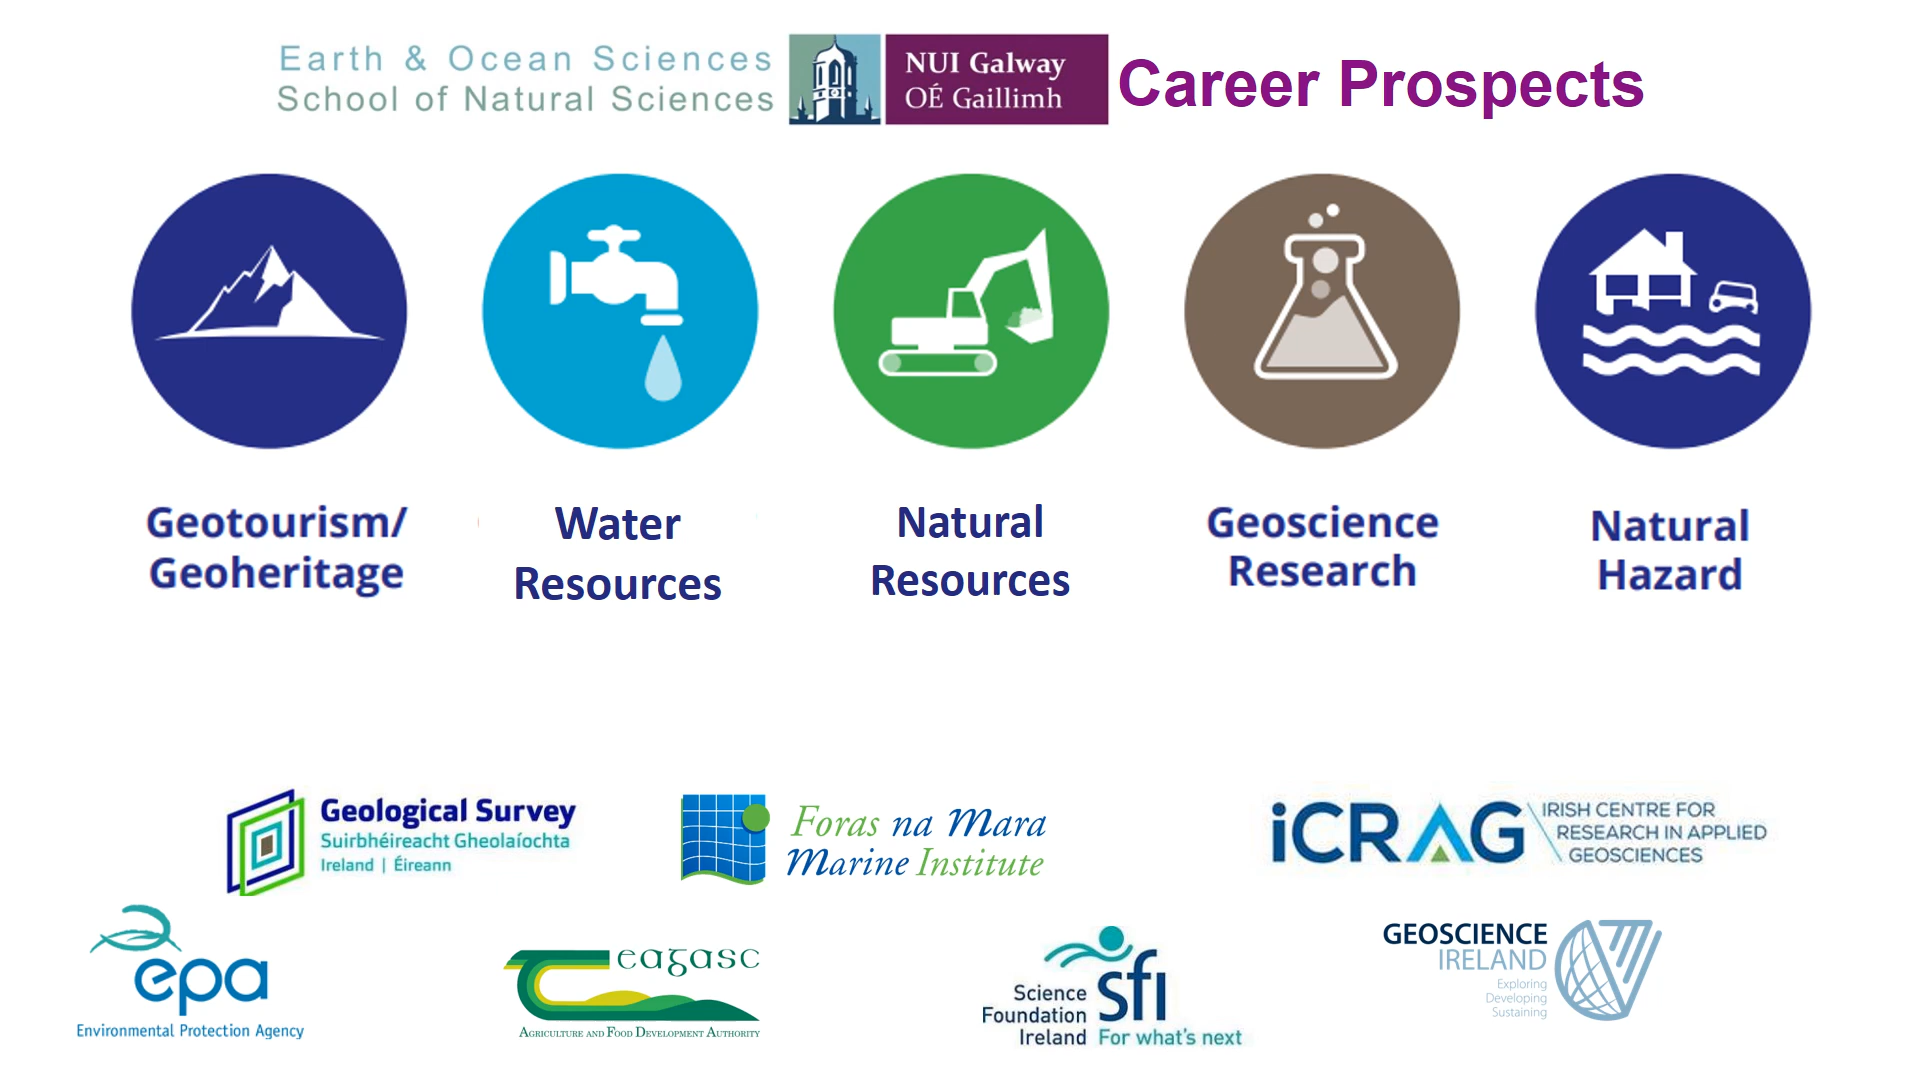 Earth & Ocean Sciences
School of Natural Sciences
NUI Galway
OÉ Gaillimh
Career Prospects
Geotourism/
Geoheritage
Water
Resources
Natural
Resources
Geoscience
Research
Natural
Hazard
Geological Survey
Suirbhéireacht Gheolaíochta
Ireland | Éireann
Foras na Mara
Marine Institute
iCRAG
IRISH CENTRE FOR
RESEARCH IN APPLIED
GEOSCIENCES
epa
Environmental Protection Agency
eagasc
AGRICULTURE AND FOOD DEVELOPMENT AUTHORITY
Science
Foundation
Ireland
sfi
For what's next
GEOSCIENCE
IRELAND
Exploring
Developing
Sustaining